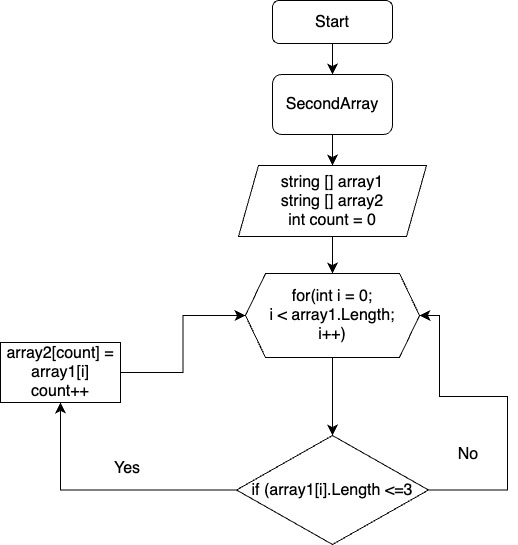 Start
SecondArray
string [] array1
string [] array2
int count = 0
for(int i = 0;
i < array1.Length;
i++)
array2[count] =
array1[i]
count++
Yes
No
if (array1[i].Length <=3